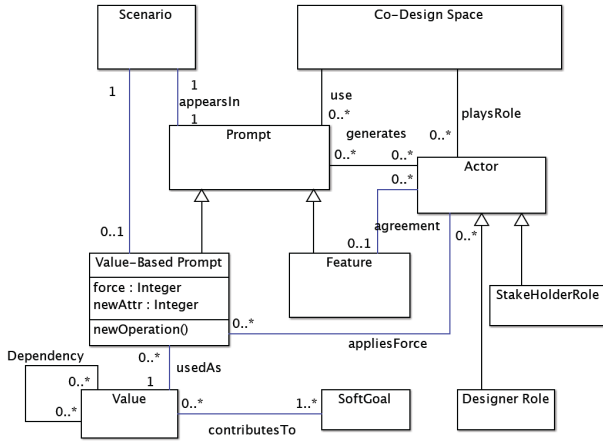 Scenario
Co-Design Space
1
1
appearsIn
1
use
0..*
playsRole
0..*
Prompt
generates
0..*
0..*
Actor
0..*
agreement
0..*
0..1
0..1
Value-Based Prompt
force : Integer
newAttr : Integer
newOperation()
Feature
StakeHolderRole
0..*
appliesForce
0..*
usedAs
1
Dependency
0..*
0..*
Value
0..*
1..*
contributesTo
SoftGoal
Designer Role